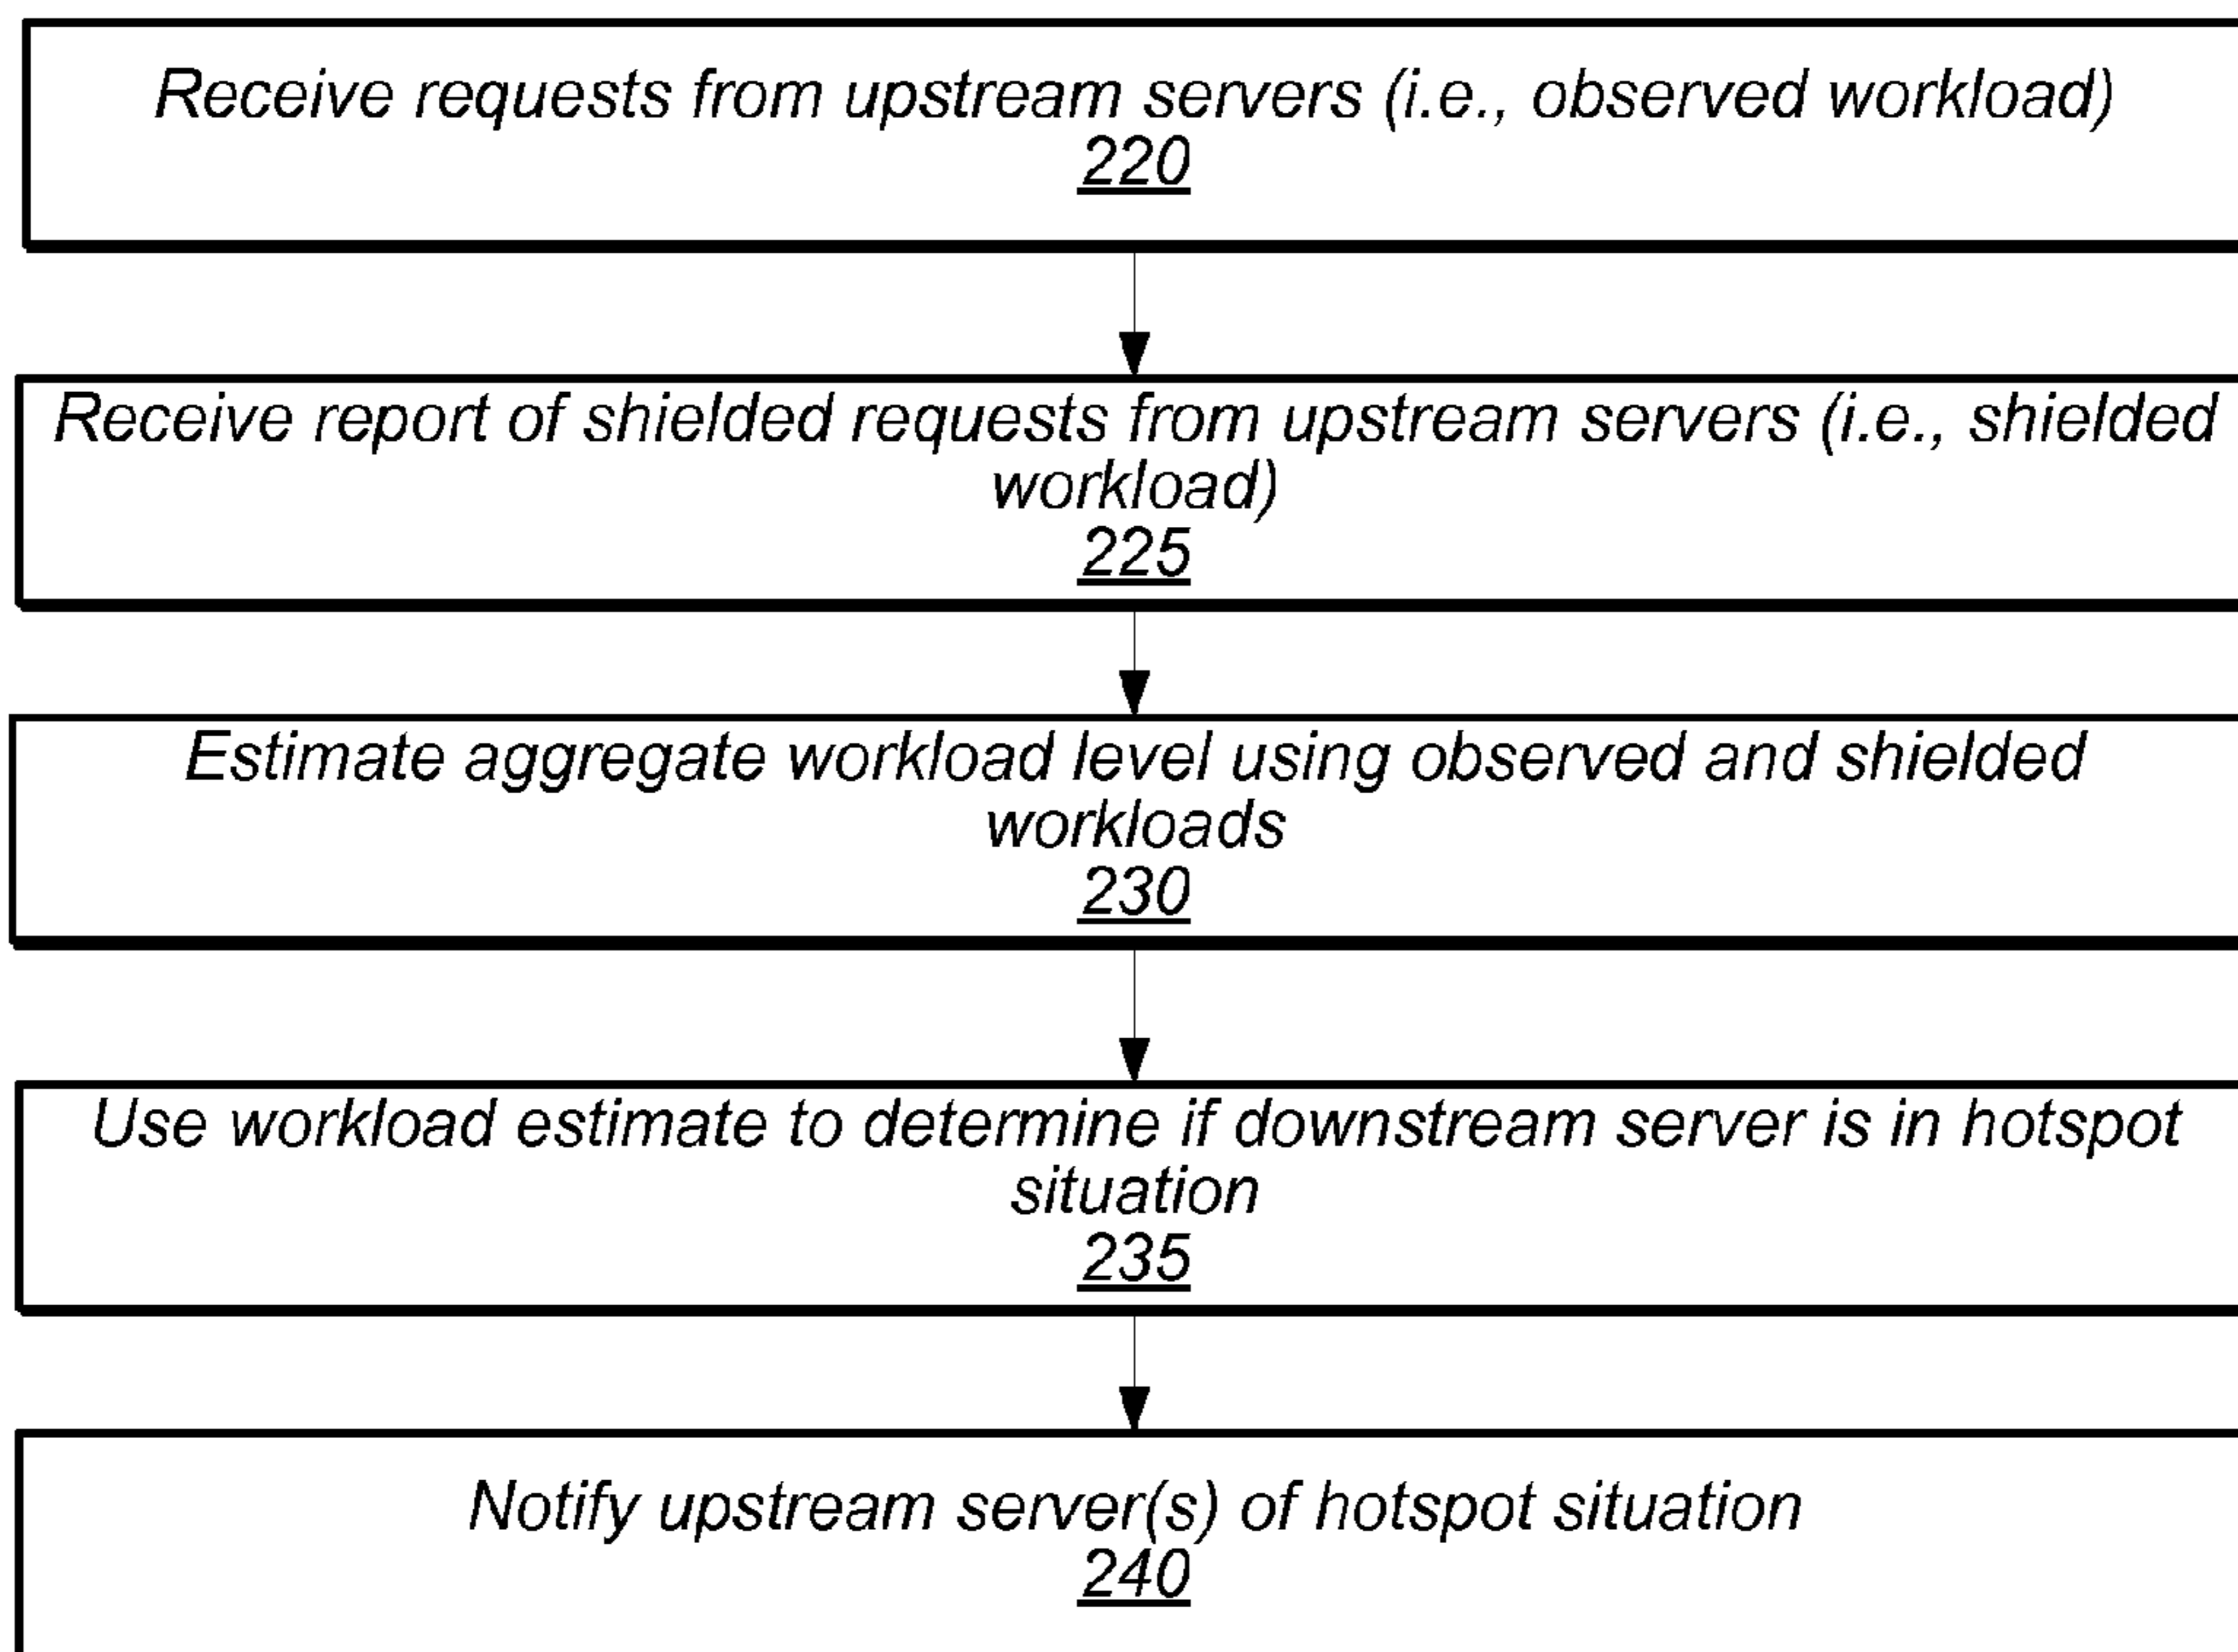 Receive requests from upstream servers (i.e., observed workload)
220
Receive report of shielded requests from upstream servers (i.e., shielded
workload)
225
Estimate aggregate workload level using observed and shielded
workloads
230
Use workload estimate to determine if downstream server is in hotspot
situation
235
Notify upstream server(s) of hotspot situation
240